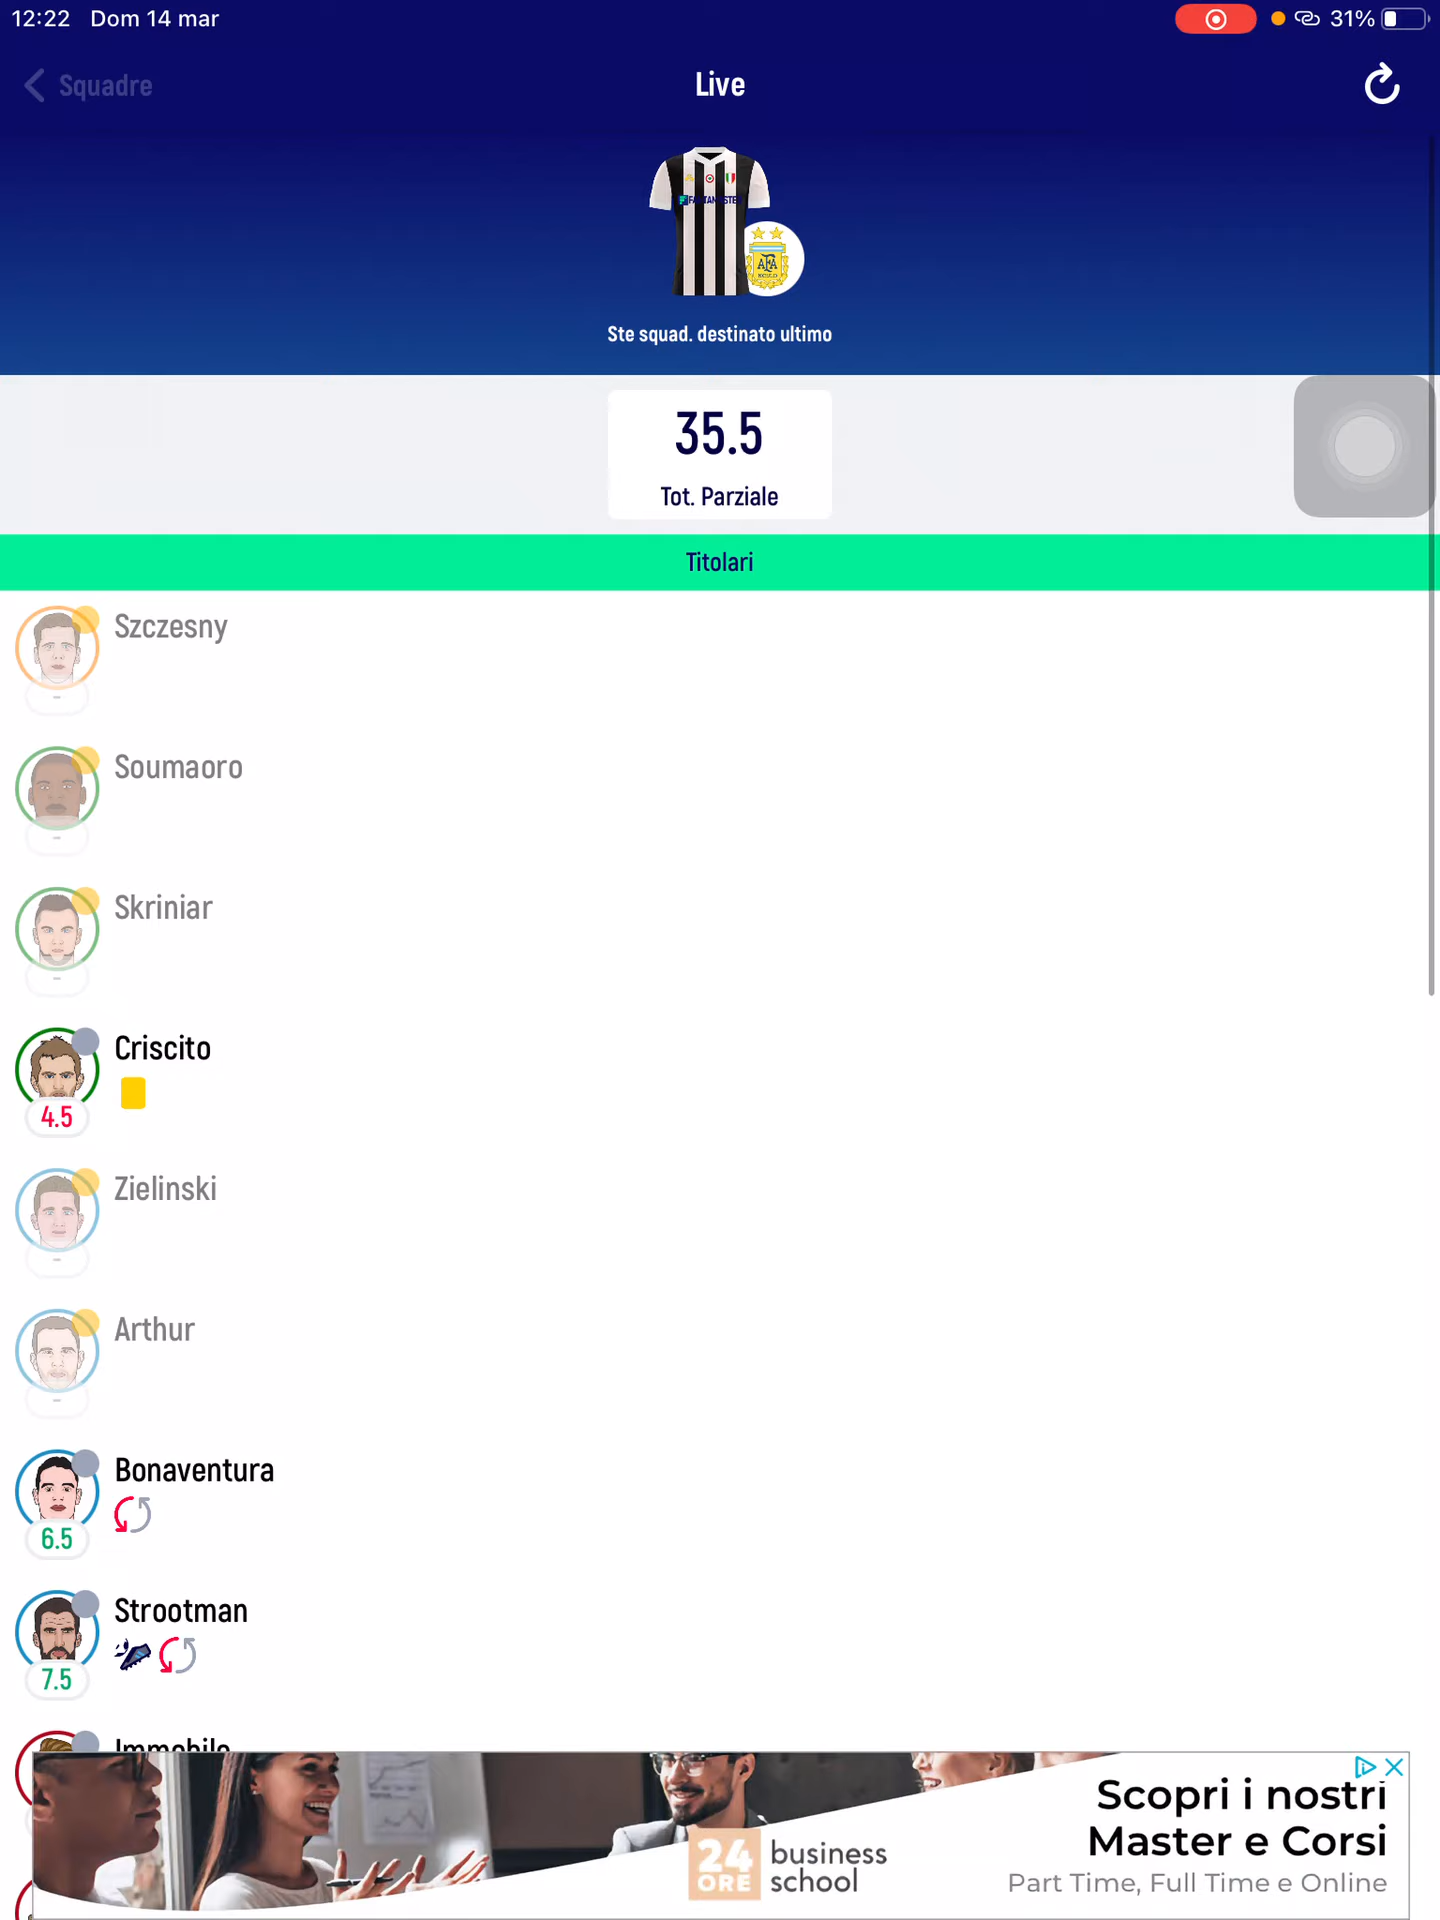 12:22 Dom 14 mar 31%
Squadre
Live
AFA
Ste squad. destinato ultimo
35.5
Tot. Parziale
Titolari
Szczesny
-
Soumaoro
-
Skriniar
-
Criscito
4.5
Zielinski
-
Arthur
-
Bonaventura
6.5
Strootman
7.5
Immobile
Scopri i nostri
Master e Corsi
Part Time, Full Time e Online
24
ORE
business
school